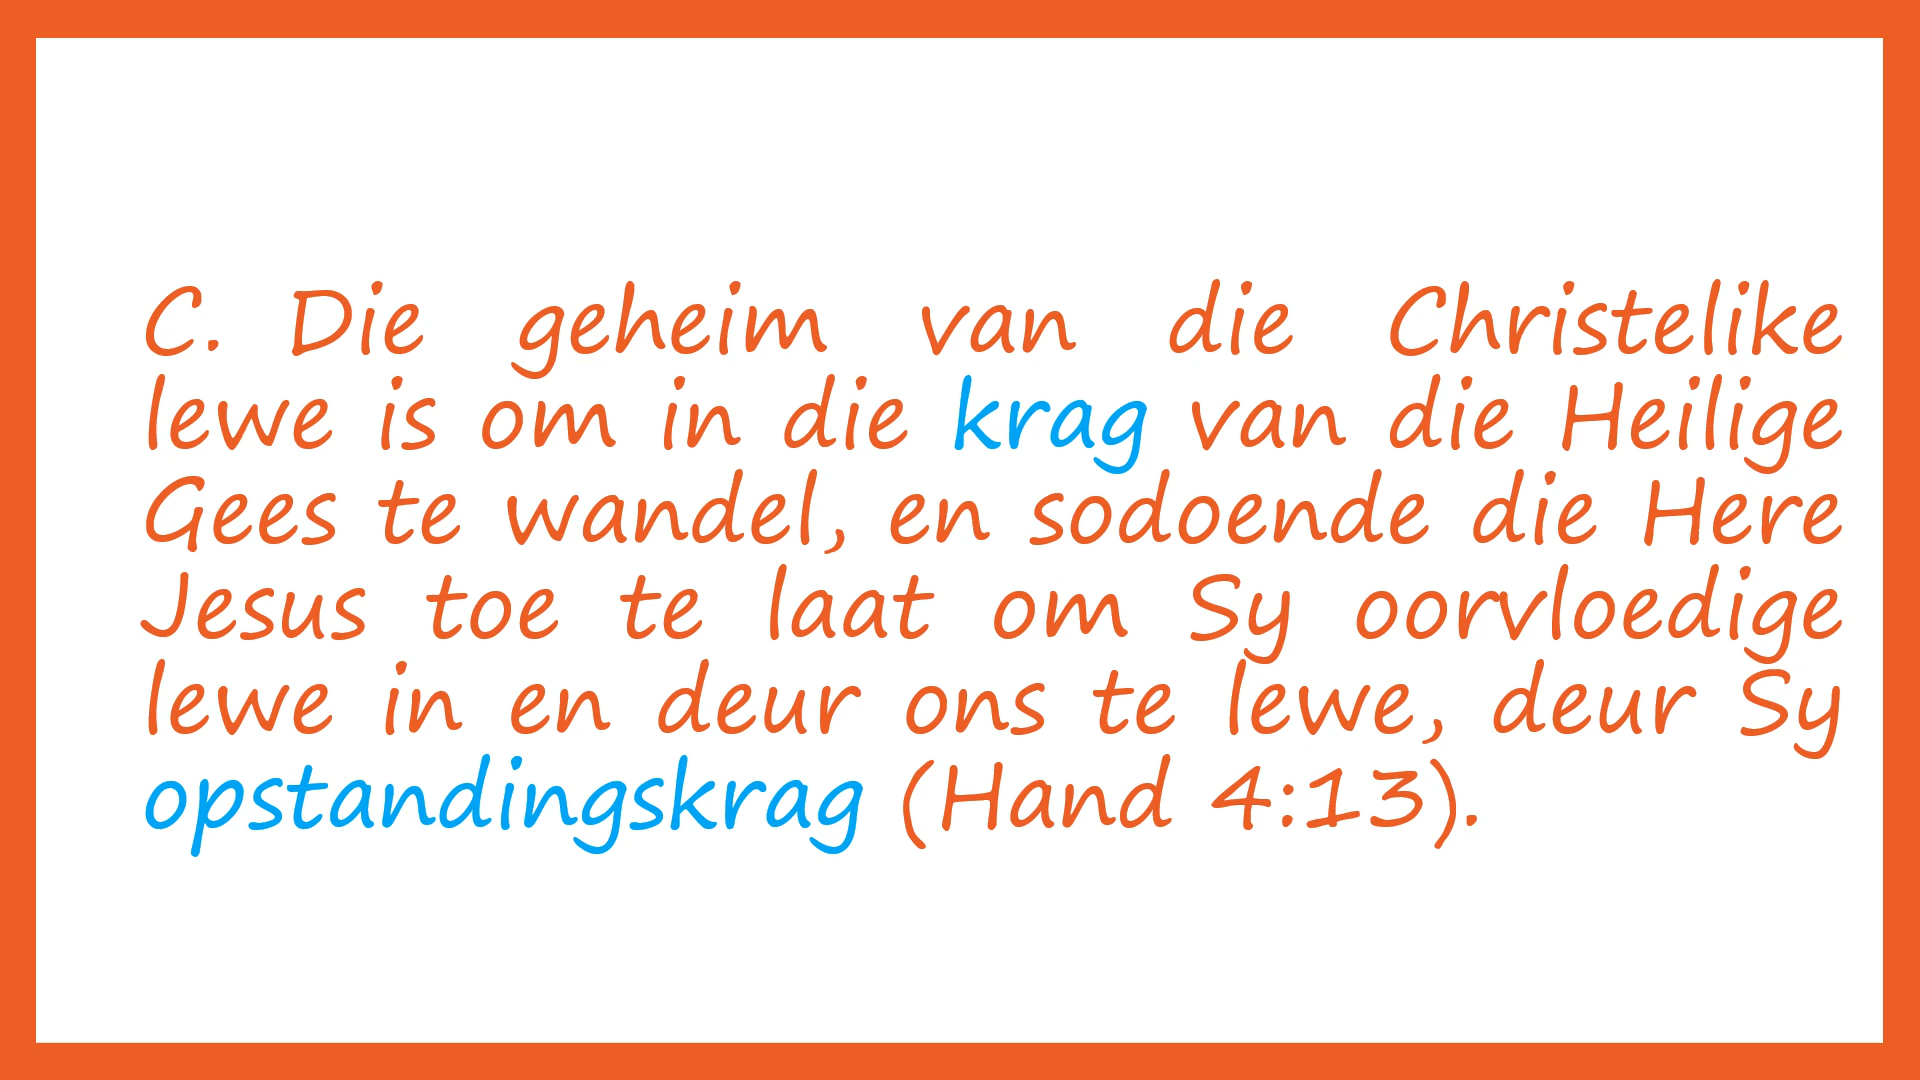 C. Die geheim van die Christelike
lewe is om in die krag van die Heilige
Gees te wandel, en sodoende die Here
Jesus toe te laat om Sy oorvloedige
lewe in en deur ons te lewe, deur Sy
opstandingskrag (Hand 4:13).